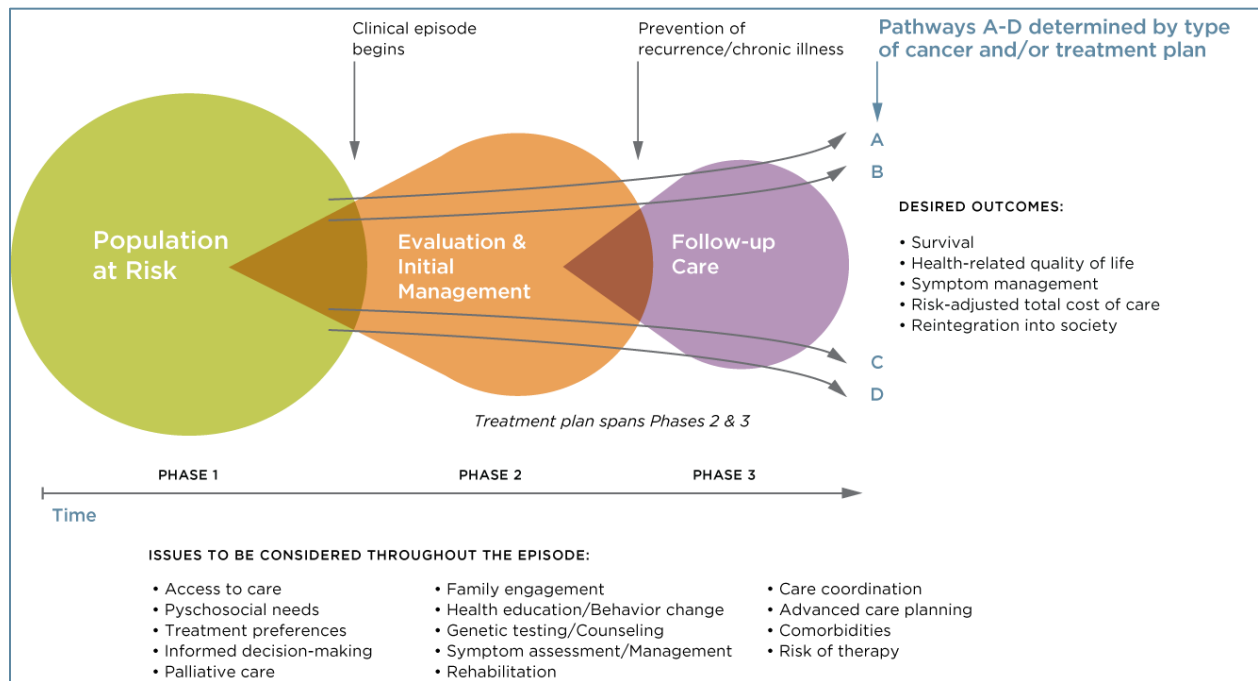 Clinical episode
begins
Prevention of
recurrence/chronic illness
Pathways A-D determined by type
of cancer and/or treatment plan
Population
at Risk
Evaluation &
Initial
Management
Follow-up
Care
A
B
C
D
DESIRED OUTCOMES:
• Survival
• Health-related quality of life
• Symptom management
• Risk-adjusted total cost of care
• Reintegration into society
Treatment plan spans Phases 2 & 3
PHASE 1
PHASE 2
PHASE 3
Time
ISSUES TO BE CONSIDERED THROUGHOUT THE EPISODE:
• Access to care
• Pyschosocial needs
• Treatment preferences
• Informed decision-making
• Palliative care
• Family engagement
• Health education/Behavior change
• Genetic testing/Counseling
• Symptom assessment/Management
• Rehabilitation
• Care coordination
• Advanced care planning
• Comorbidities
• Risk of therapy